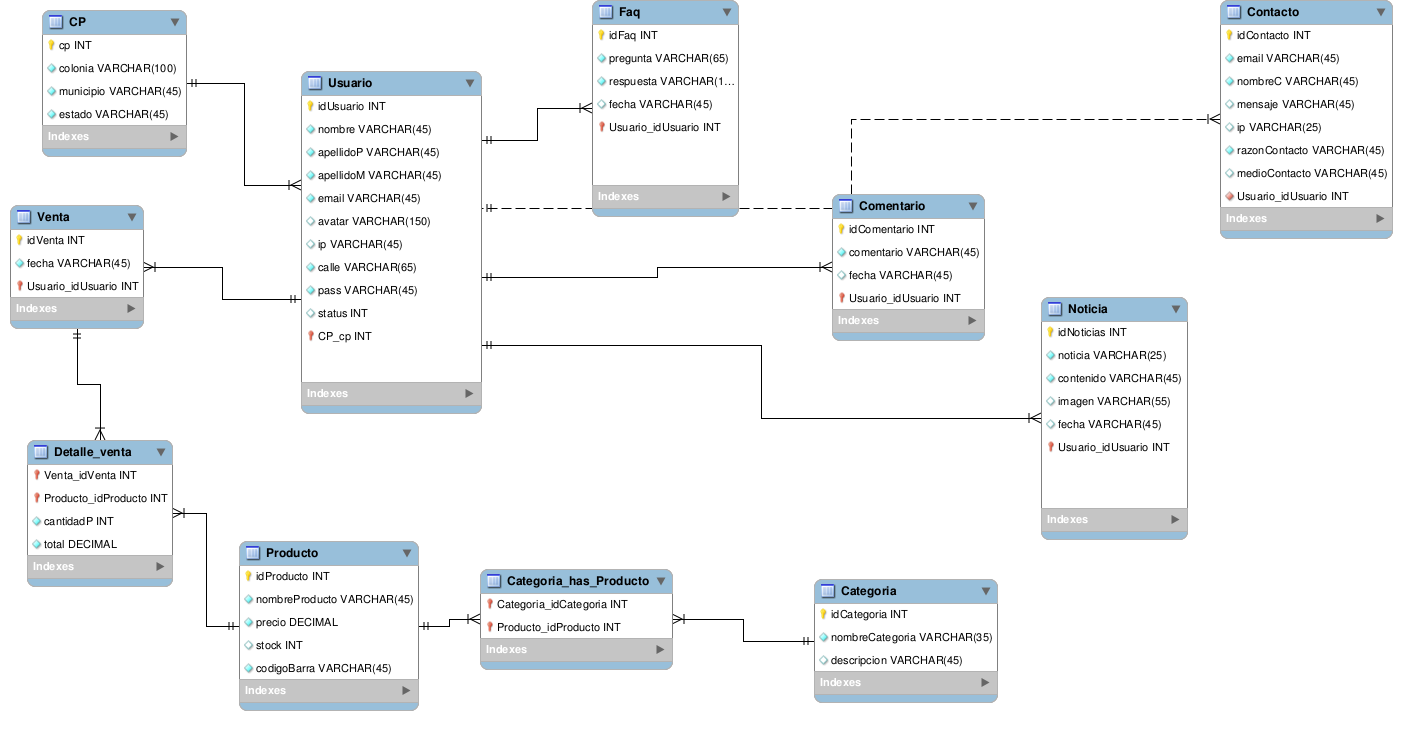 CP
cp INT
colonia VARCHAR(100)
municipio VARCHAR(45)
estado VARCHAR(45)
Indexes
Usuario
idUsuario INT
nombre VARCHAR(45)
apellidoP VARCHAR(45)
apellidoM VARCHAR(45)
email VARCHAR(45)
avatar VARCHAR(150)
ip VARCHAR(45)
calle VARCHAR(65)
pass VARCHAR(45)
status INT
CP_cp INT
Indexes
Faq
idFaq INT
pregunta VARCHAR(65)
respuesta VARCHAR(1...
fecha VARCHAR(45)
Usuario_idUsuario INT
Indexes
Contacto
idContacto INT
email VARCHAR(45)
nombreC VARCHAR(45)
mensaje VARCHAR(45)
ip VARCHAR(25)
razonContacto VARCHAR(45)
medioContacto VARCHAR(45)
Usuario_idUsuario INT
Indexes
Venta
idVenta INT
fecha VARCHAR(45)
Usuario_idUsuario INT
Indexes
Comentario
idComentario INT
comentario VARCHAR(45)
fecha VARCHAR(45)
Usuario_idUsuario INT
Indexes
Noticia
idNoticias INT
noticia VARCHAR(25)
contenido VARCHAR(45)
imagen VARCHAR(55)
fecha VARCHAR(45)
Usuario_idUsuario INT
Indexes
Detalle_venta
Venta_idVenta INT
Producto_idProducto INT
cantidadP INT
total DECIMAL
Indexes
Producto
idProducto INT
nombreProducto VARCHAR(45)
precio DECIMAL
stock INT
codigoBarra VARCHAR(45)
Indexes
Categoria_has_Producto
Categoria_idCategoria INT
Producto_idProducto INT
Indexes
Categoria
idCategoria INT
nombreCategoria VARCHAR(35)
descripcion VARCHAR(45)
Indexes